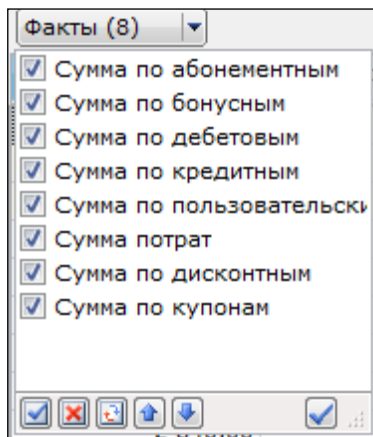 Факты (8)
Сумма по абонементным
Сумма по бонусным
Сумма по дебетовым
Сумма по кредитным
Сумма по пользовательски
Сумма потрат
Сумма по дисконтным
Сумма по купонам